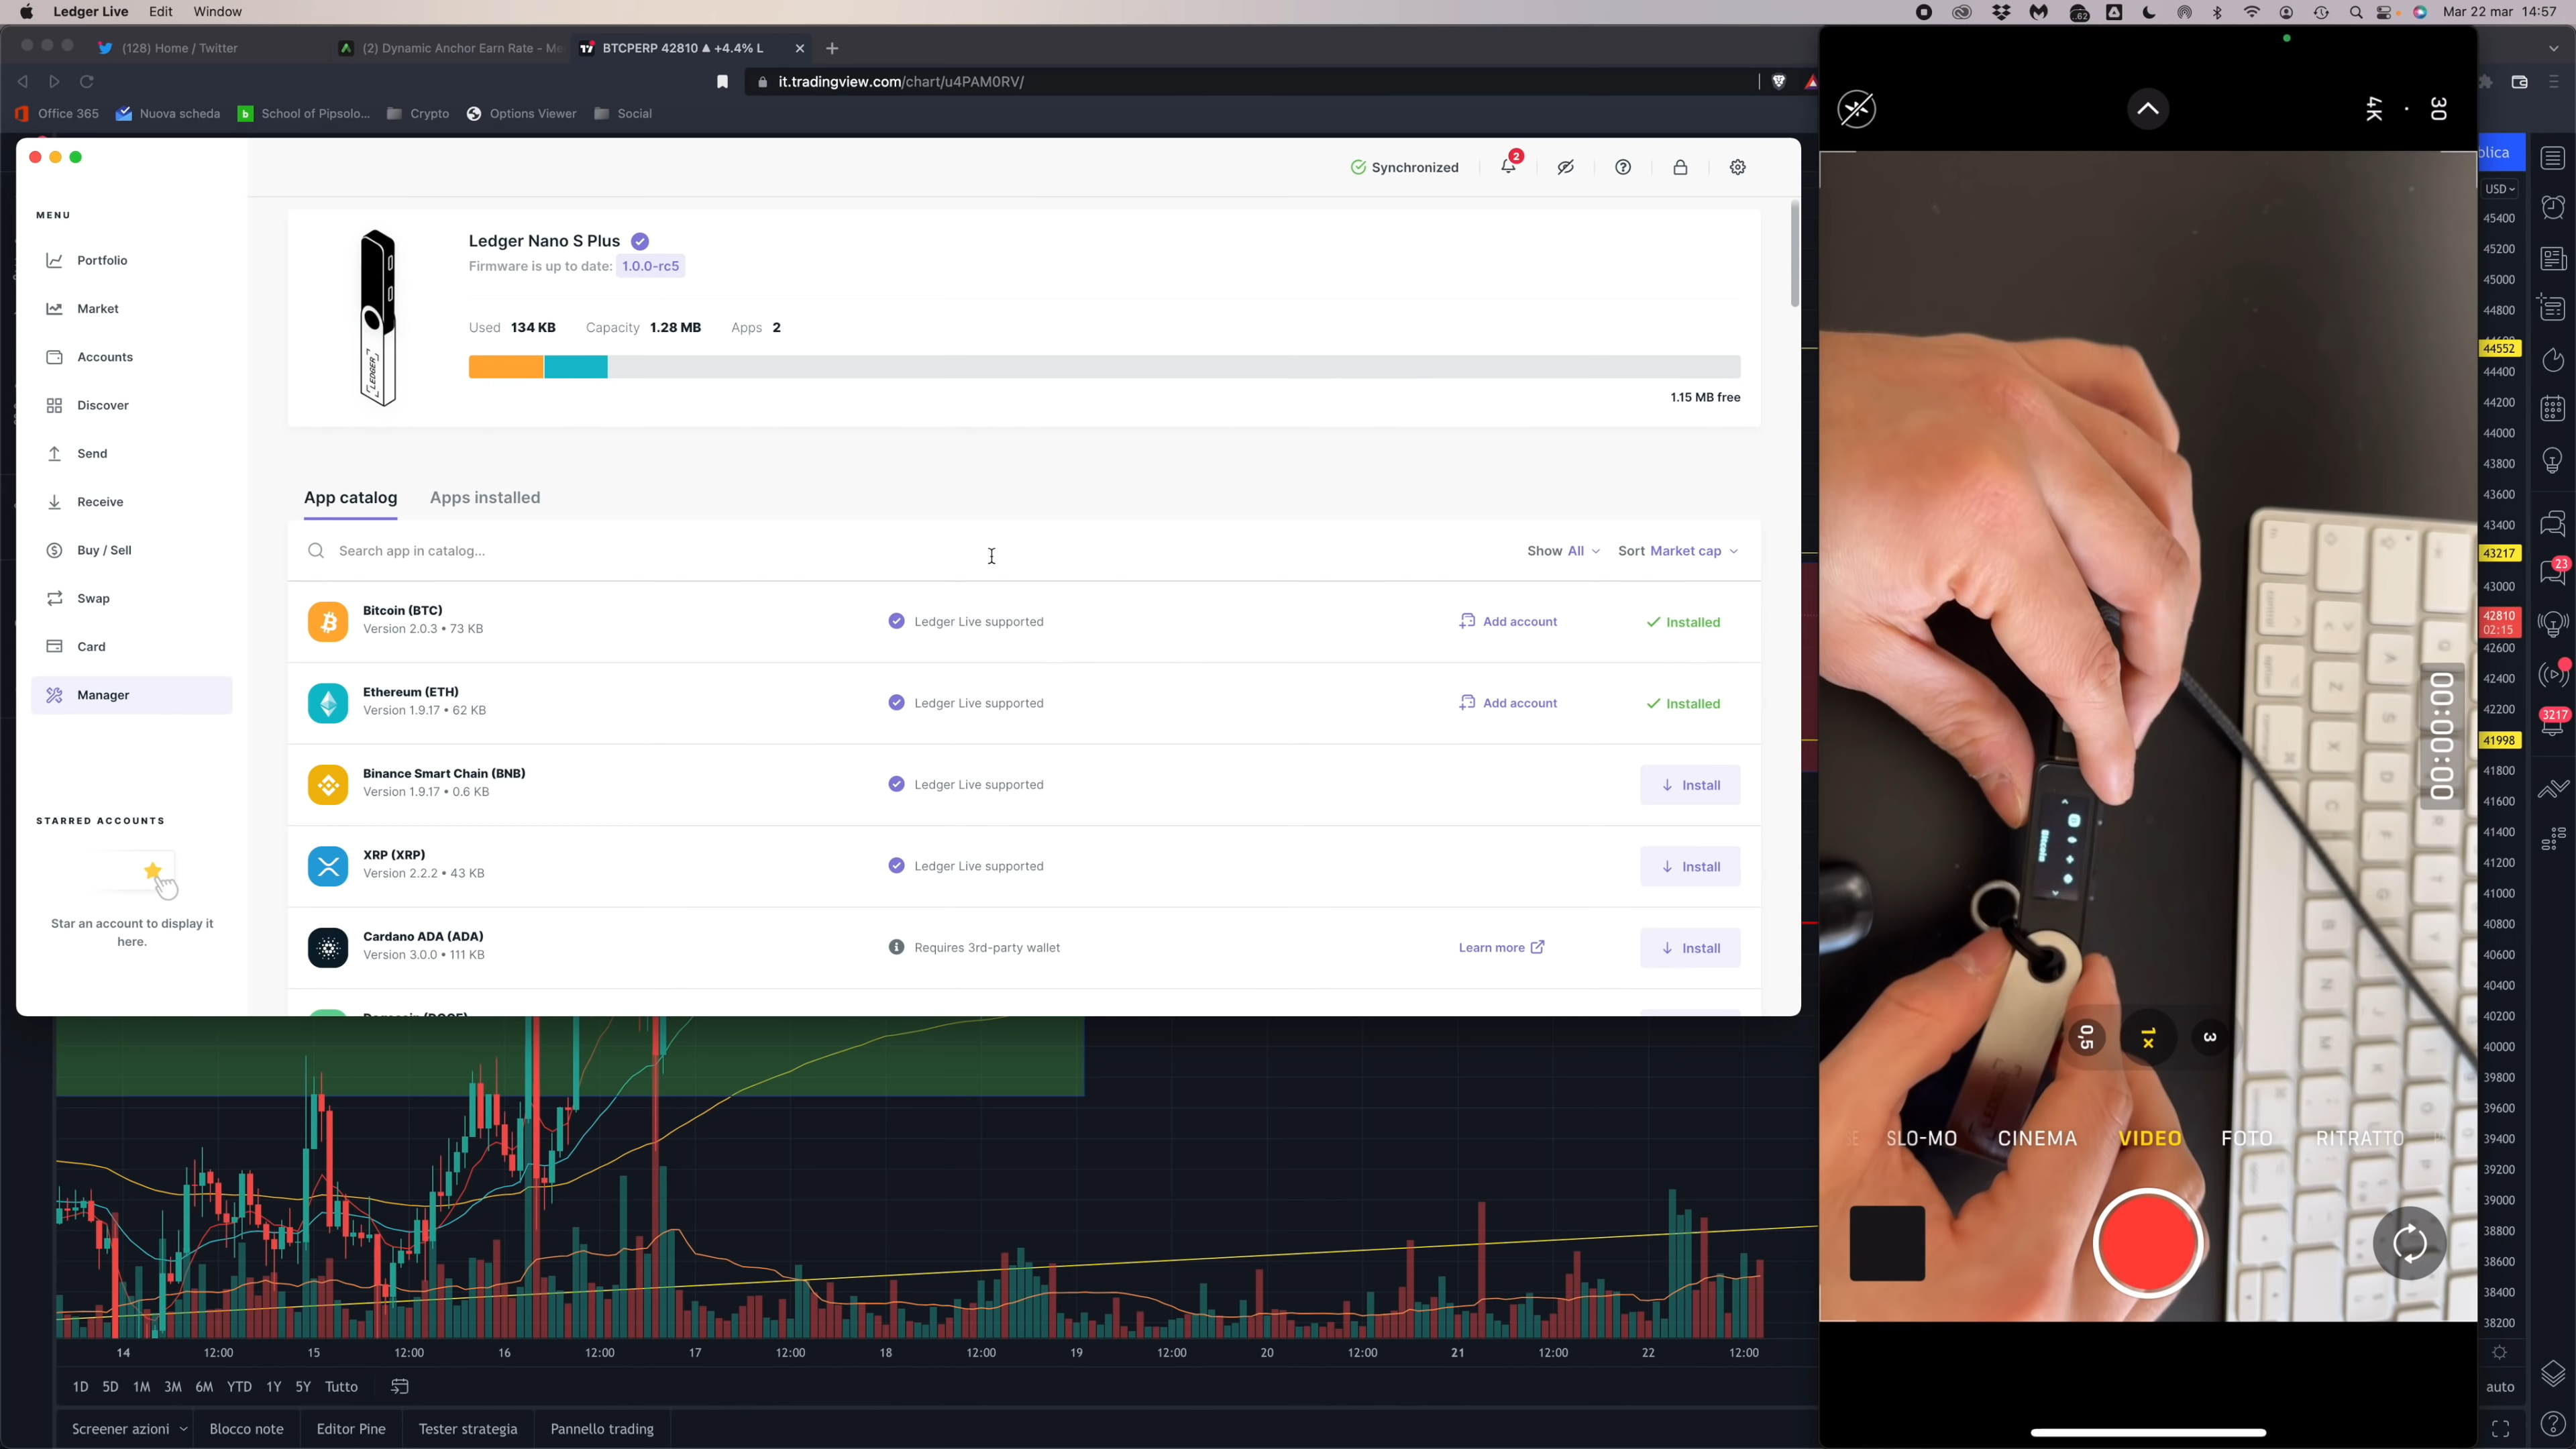 Ledger Live Edit Window
62
Mar 22 mar 14:57
(128) Home / Twitter
(2) Dynamic Anchor Earn Rate - Me
BTCPERP 42810 ▲ +4.4% L
it.tradingview.com/chart/u4PAM0RV/
Office 365
Nuova scheda
School of Pipsolo...
Crypto
Options Viewer
Social
Synchronized
2
MENU
Portfolio
Market
Accounts
Discover
Send
Receive
Buy / Sell
Swap
Card
Manager
STARRED ACCOUNTS
Star an account to display it
here.
LEDGER
Ledger Nano S Plus
Firmware is up to date: 1.0.0-rc5
Used 134 KB Capacity 1.28 MB Apps 2
1.15 MB free
App catalog Apps installed
Search app in catalog...
Show All Sort Market cap
Bitcoin (BTC)
Version 2.0.3 • 73 KB
Ledger Live supported
Add account
Installed
Ethereum (ETH)
Version 1.9.17 • 62 KB
Ledger Live supported
Add account
Installed
Binance Smart Chain (BNB)
Version 1.9.17 • 0.6 KB
Ledger Live supported
Install
XRP (XRP)
Version 2.2.2 • 43 KB
Ledger Live supported
Install
Cardano ADA (ADA)
Version 3.0.0 • 111 KB
Requires 3rd-party wallet
Learn more
Install
14 12:00 15 12:00 16 12:00 17 12:00 18 12:00 19 12:00 20 12:00 21 12:00 22 12:00
1D 5D 1M 3M 6M YTD 1Y 5Y Tutto
Screener azioni Blocco note Editor Pine Tester strategia Pannello trading
4K · 30
00:00:00
Bitcoin
0,5 1× 3
SLO-MO CINEMA VIDEO FOTO RITRATTO
blica
USD
45400
45200
45000
44800
44552
44400
44200
44000
43800
43600
43400
43217
43000
42810
02:15
42600
42400
42200
41998
41800
41600
41400
41200
41000
40800
40600
40400
40200
40000
39800
39600
39400
39200
39000
38800
38600
38400
38200
auto
23
3217